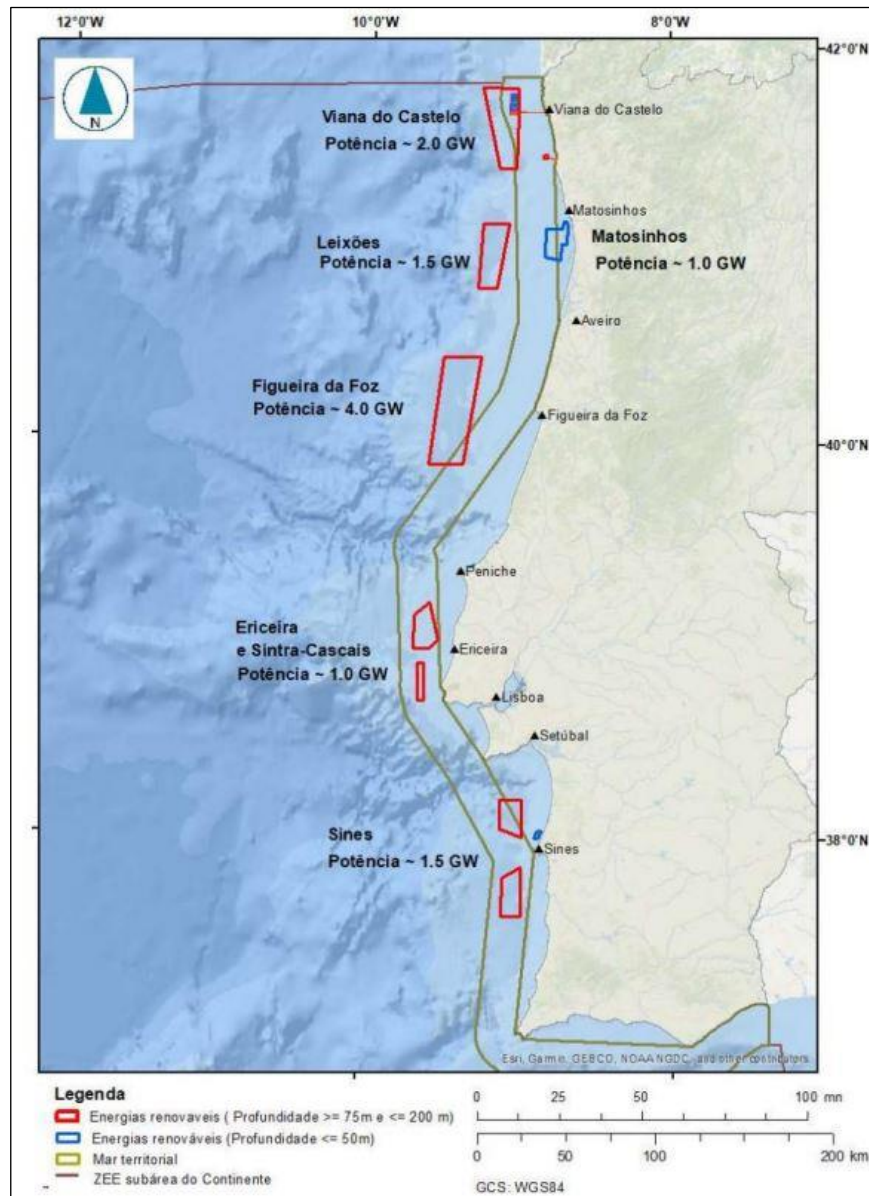 12°0'W
10°0'W
8°0'W
42°0'N
N
Viana do Castelo
Potência ~ 2.0 GW
Viana do Castelo
Matosinhos
Leixões
Potência ~ 1.5 GW
Matosinhos
Potência ~ 1.0 GW
Aveiro
Figueira da Foz
Potência ~ 4.0 GW
Figueira da Foz
40°0'N
Peniche
Ericeira
e Sintra-Cascais
Potência ~ 1.0 GW
Ericeira
Lisboa
Setúbal
Sines
Potência ~ 1.5 GW
38°0'N
Sines
Esri, Garmin, GEBCO, NOAA NGDC, and other contributors
Legenda
Energias renovaveis ( Profundidade >= 75m e <= 200 m)
Energias renováveis (Profundidade <= 50m)
Mar territorial
ZEE subárea do Continente
0 25 50 100 mn
0 50 100 200 km
GCS: WGS84